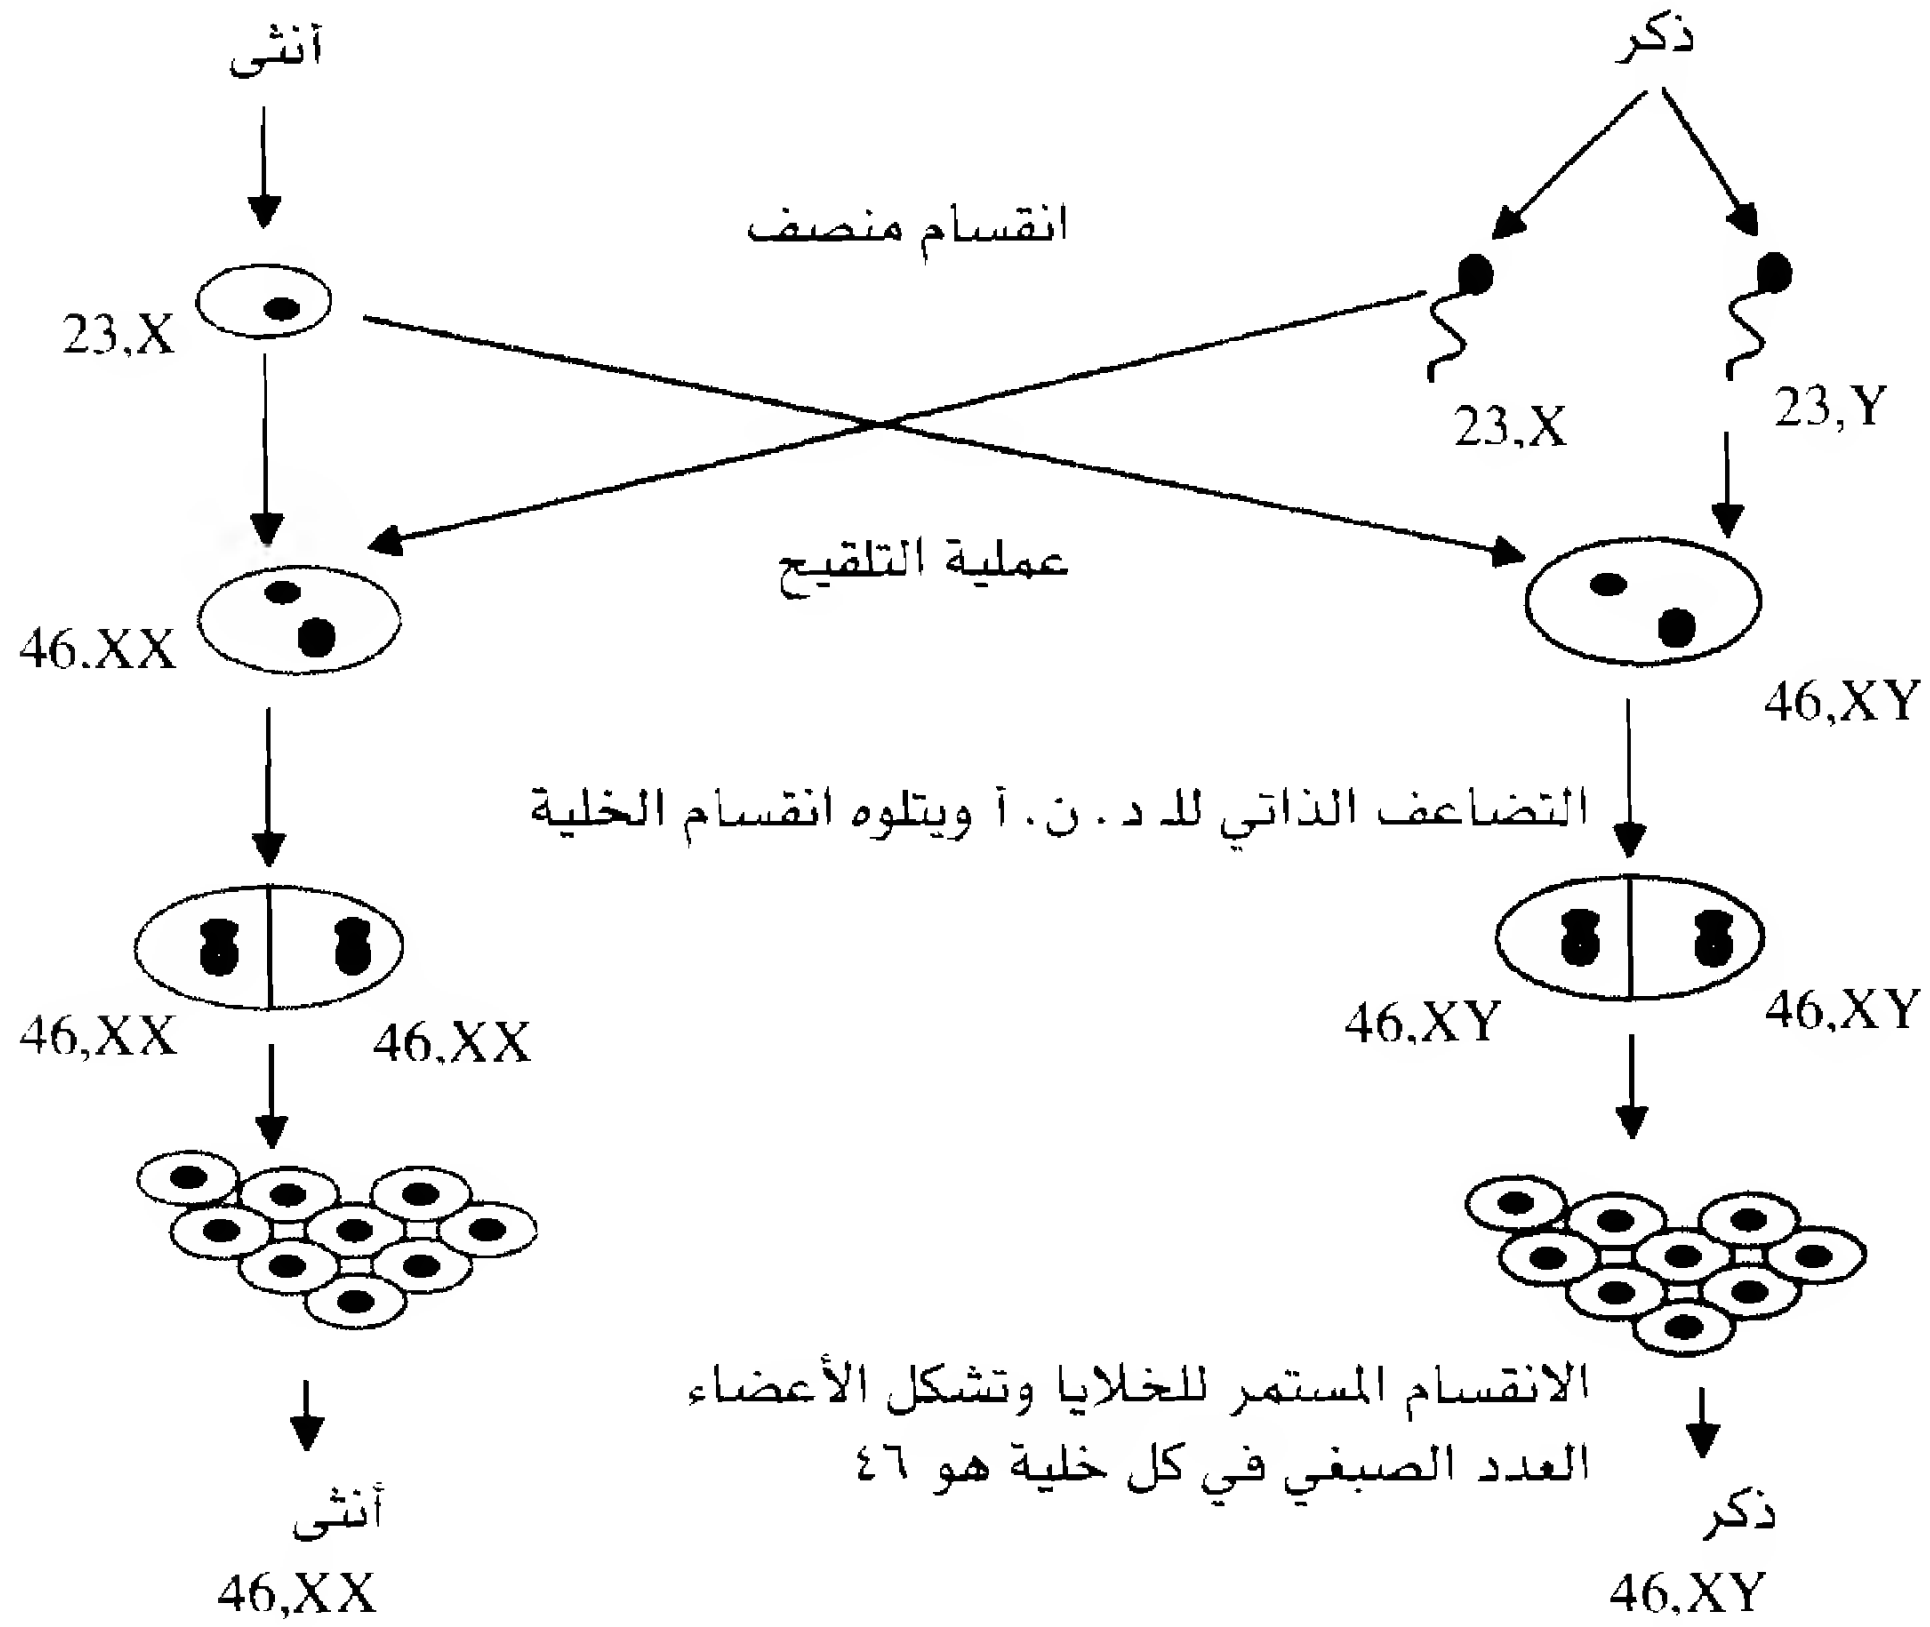 ذكر
أنثى
انقسام منصف
23,X
23,X
23,Y
عملية التلقيح
46.XX
46,XY
التضاعف الذاتي للـ د . ن . آ ويتلوه انقسام الخلية
46,XX
46,XX
46,XY
46,XY
الانقسام المستمر للخلايا وتشكل الأعضاء
العدد الصبغي في كل خلية هو ٤٦
ذكر
46,XY
أنثى
46,XX